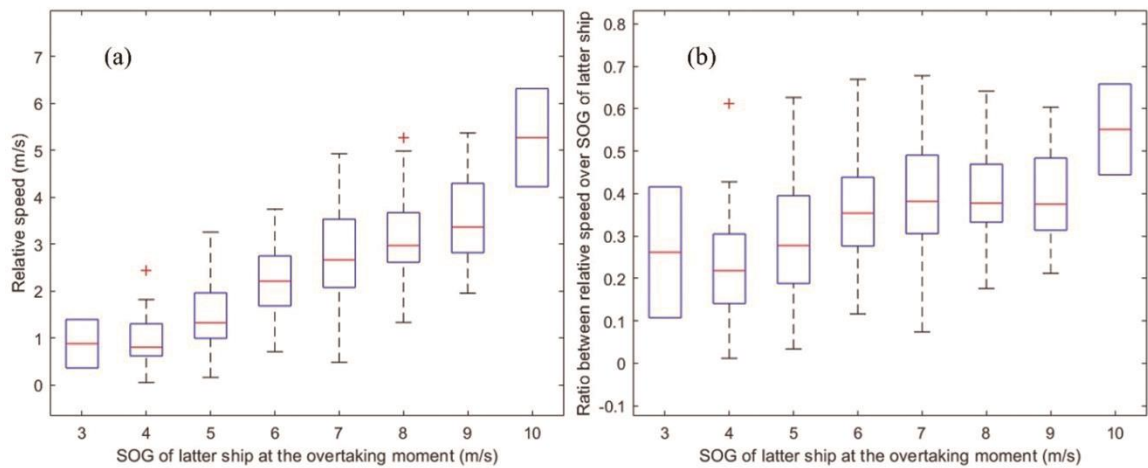 (a)
Relative speed (m/s)
7
6
5
4
3
2
1
0
3 4 5 6 7 8 9 10
SOG of latter ship at the overtaking moment (m/s)
(b)
Ratio between relative speed over SOG of latter ship
0.8
0.7
0.6
0.5
0.4
0.3
0.2
0.1
0
-0.1
3 4 5 6 7 8 9 10
SOG of latter ship at the overtaking moment (m/s)